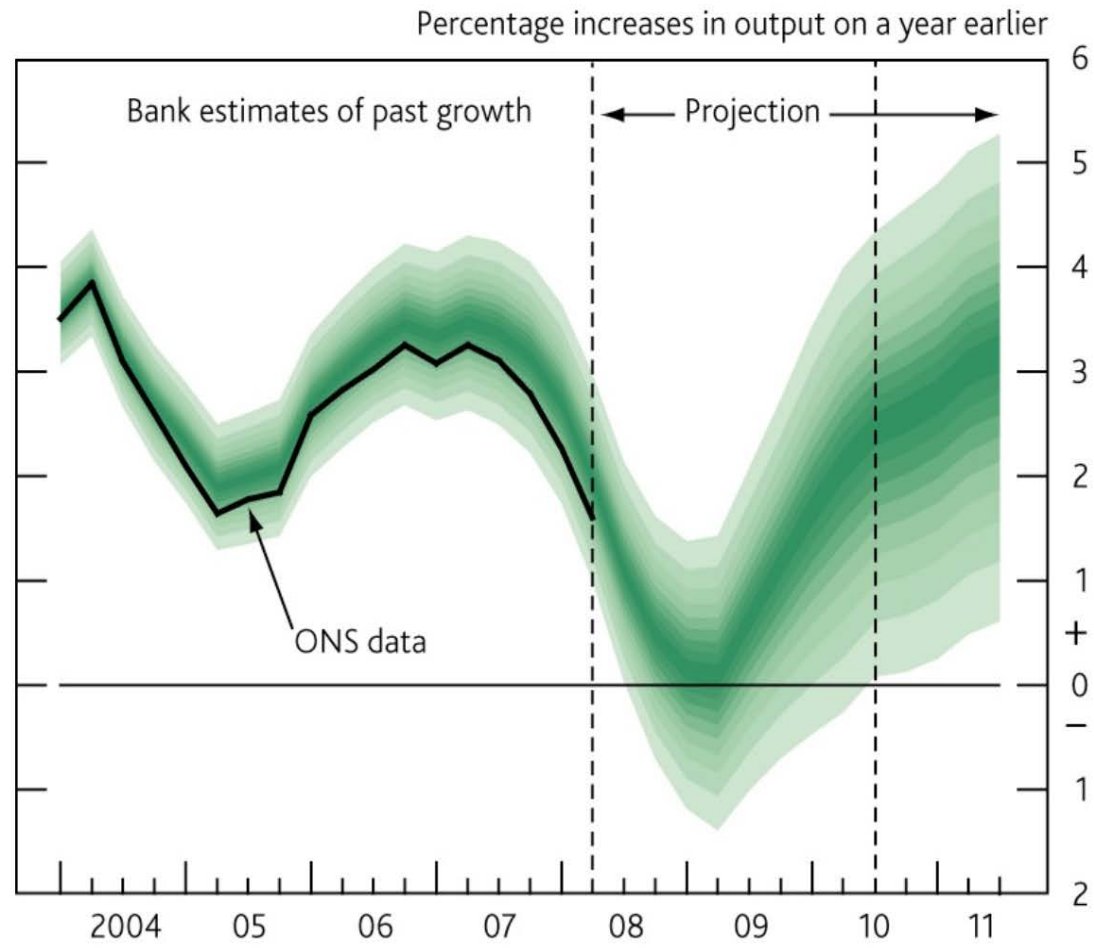 Percentage increases in output on a year earlier
6
Bank estimates of past growth
Projection
5
4
3
2
1
ONS data
+
0
–
1
2
2004 05 06 07 08 09 10 11